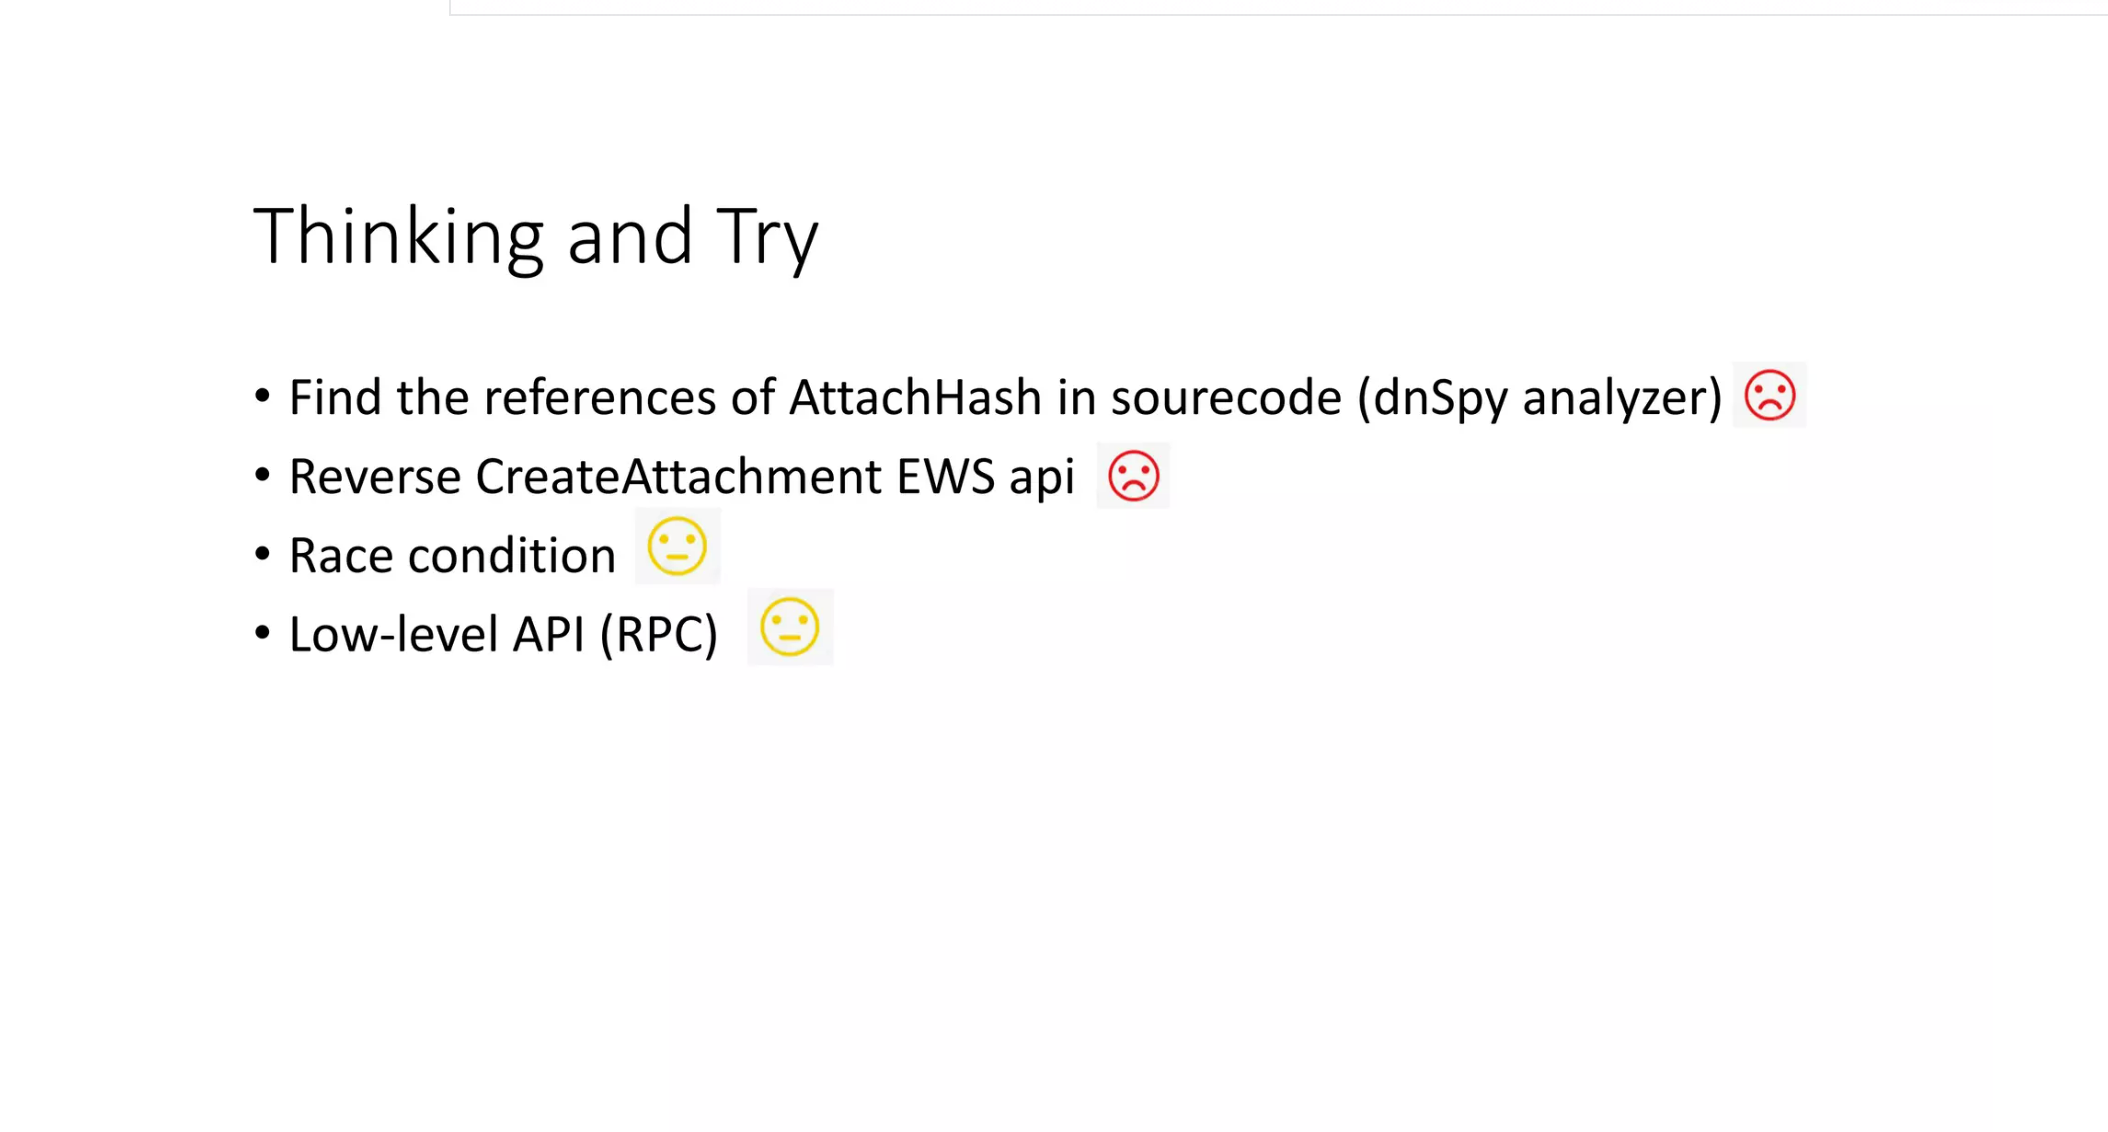 Thinking and Try
• Find the references of AttachHash in sourecode (dnSpy analyzer)
• Reverse CreateAttachment EWS api
• Race condition
• Low-level API (RPC)